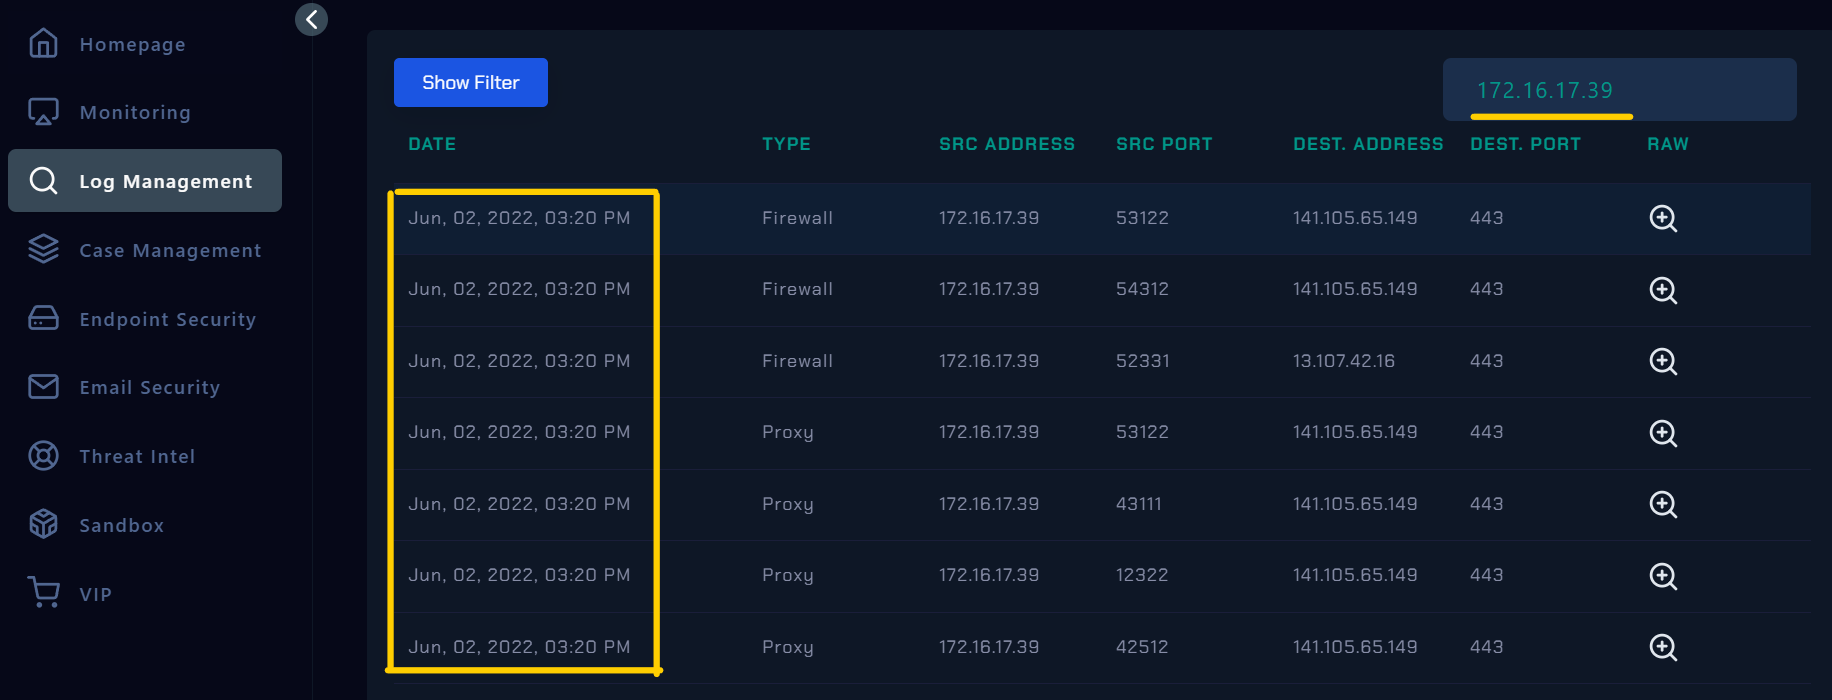 Homepage
Monitoring
Log Management
Case Management
Endpoint Security
Email Security
Threat Intel
Sandbox
VIP
Show Filter
172.16.17.39
DATE TYPE SRC ADDRESS SRC PORT DEST. ADDRESS DEST. PORT RAW
Jun, 02, 2022, 03:20 PM Firewall 172.16.17.39 53122 141.105.65.149 443
Jun, 02, 2022, 03:20 PM Firewall 172.16.17.39 54312 141.105.65.149 443
Jun, 02, 2022, 03:20 PM Firewall 172.16.17.39 52331 13.107.42.16 443
Jun, 02, 2022, 03:20 PM Proxy 172.16.17.39 53122 141.105.65.149 443
Jun, 02, 2022, 03:20 PM Proxy 172.16.17.39 43111 141.105.65.149 443
Jun, 02, 2022, 03:20 PM Proxy 172.16.17.39 12322 141.105.65.149 443
Jun, 02, 2022, 03:20 PM Proxy 172.16.17.39 42512 141.105.65.149 443